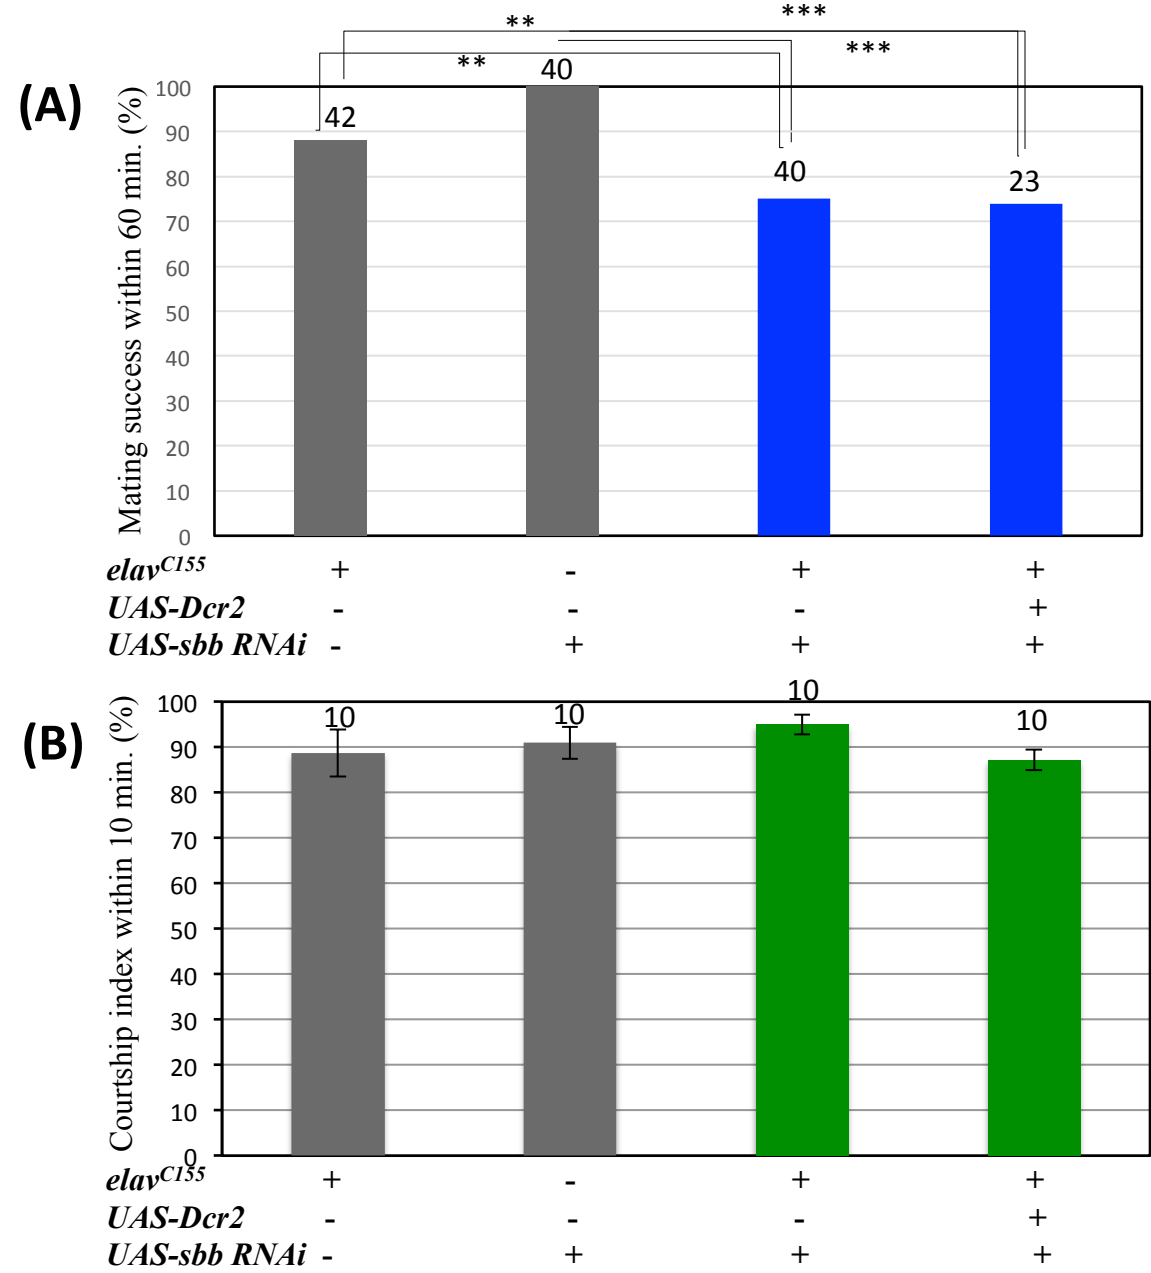 ** ***
** ***
(A)
Mating success within 60 min. (%)
100
90
80
70
60
50
40
30
20
10
0
42 40 40 23
elavC155 + - + +
UAS-Dcr2 - - - +
UAS-sbb RNAi - + + +
(B)
Courtship index within 10 min. (%)
100
90
80
70
60
50
40
30
20
10
0
10 10 10 10
elavC155 + - + +
UAS-Dcr2 - - - +
UAS-sbb RNAi - + + +